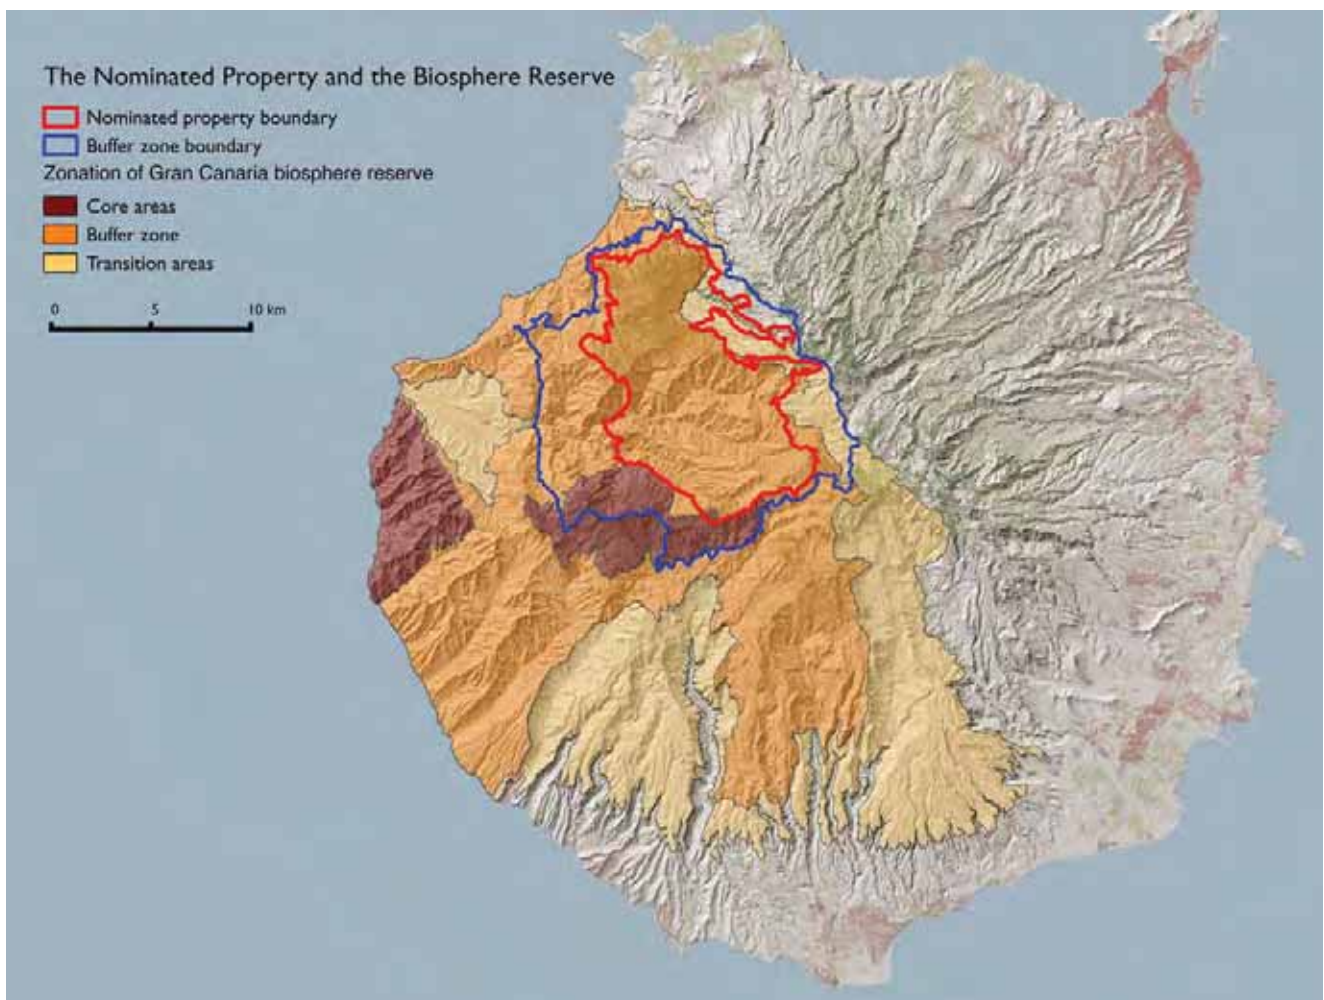 The Nominated Property and the Biosphere Reserve
Nominated property boundary
Buffer zone boundary
Zonation of Gran Canaria biosphere reserve
Core areas
Buffer zone
Transition areas
0 5 10 km